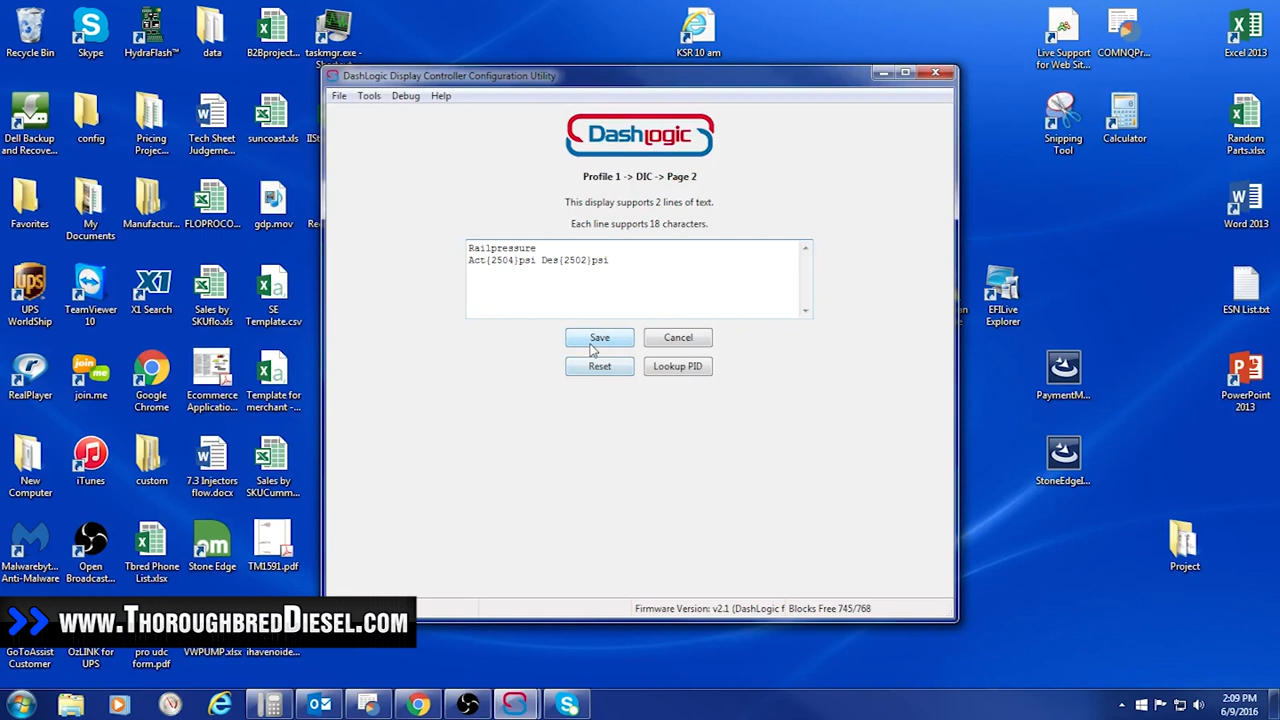 Recycle Bin
Skype
HydraFlash™
data
B2Bproject...
taskmgr.exe -
Shortcut
KSR 10 am
Live Support
for Web Sit...
COMNQPr...
Excel 2013
DashLogic Display Controller Configuration Utility
File Tools Debug Help
DashLogic
Profile 1 -> DIC -> Page 2
This display supports 2 lines of text.
Each line supports 18 characters.
Railpressure
Act{2504}psi Des{2502}psi
Save
Cancel
Reset
Lookup PID
Dell Backup
and Recove...
config
Pricing
Projec...
Tech Sheet
Judgeme...
suncoast.xls
Snipping
Tool
Calculator
Random
Parts.xlsx
Favorites
My
Documents
Manufactur...
FLOPROCO...
gdp.mov
Word 2013
UPS
WorldShip
TeamViewer
10
X1 Search
Sales by
SKUflo.xls
SE
Template.csv
EFILive
Explorer
ESN List.txt
RealPlayer
join.me
Google
Chrome
Ecommerce
Applicatio...
Template for
merchant -...
PaymentM...
PowerPoint
2013
New
Computer
iTunes
custom
7.3 Injectors
flow.docx
Sales by
SKUCumm...
StoneEdgeI...
Malwarebyt...
Anti-Malware
Open
Broadcast...
Tbred Phone
List.xlsx
Stone Edge
TM1591.pdf
Project
Firmware Version: v2.1 (DashLogic f
Blocks Free 745/768
www.ThoroughbredDiesel.com
GoToAssist
Customer
OzLINK for
UPS
pro udc
form.pdf
VWPUMP.xlsx
ihavenoide...
2:09 PM
6/9/2016